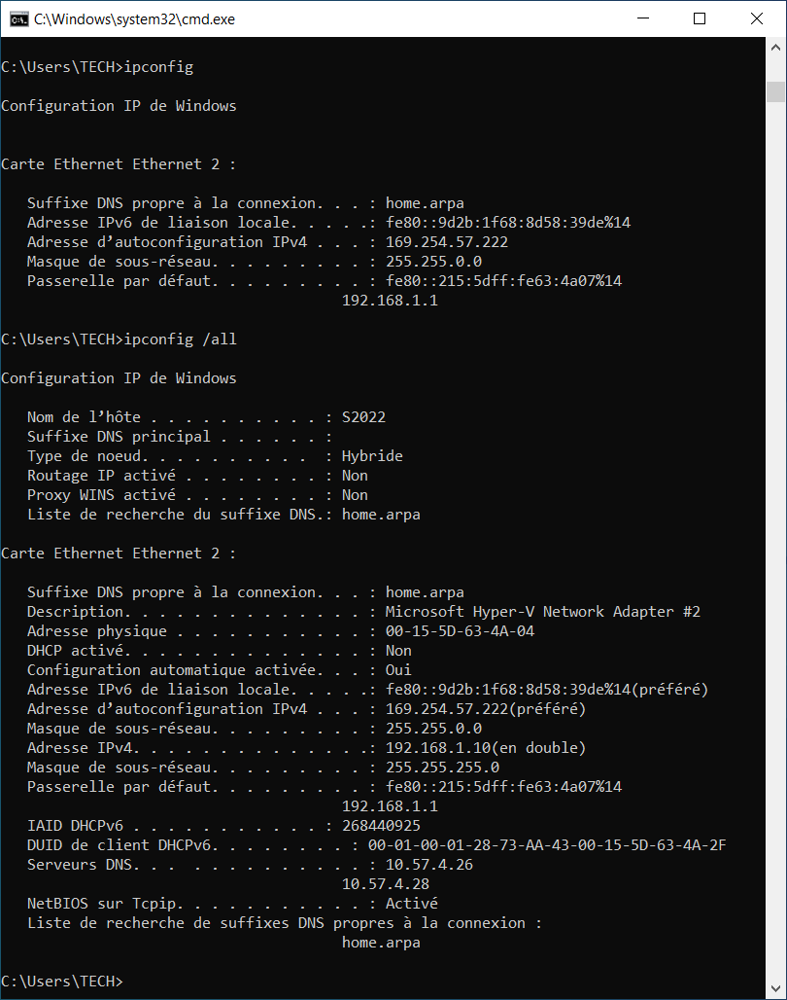 C:\Windows\system32\cmd.exe
C:\Users\TECH>ipconfig
Configuration IP de Windows
Carte Ethernet Ethernet 2 :
Suffixe DNS propre à la connexion. . . : home.arpa
Adresse IPv6 de liaison locale. . . . .: fe80::9d2b:1f68:8d58:39de%14
Adresse d’autoconfiguration IPv4 . . . : 169.254.57.222
Masque de sous-réseau. . . . . . . . . : 255.255.0.0
Passerelle par défaut. . . . . . . . . : fe80::215:5dff:fe63:4a07%14
192.168.1.1
C:\Users\TECH>ipconfig /all
Configuration IP de Windows
Nom de l’hôte . . . . . . . . . . : S2022
Suffixe DNS principal . . . . . . :
Type de noeud. . . . . . . . . .  : Hybride
Routage IP activé . . . . . . . . : Non
Proxy WINS activé . . . . . . . . : Non
Liste de recherche du suffixe DNS.: home.arpa
Carte Ethernet Ethernet 2 :
Suffixe DNS propre à la connexion. . . : home.arpa
Description. . . . . . . . . . . . . . : Microsoft Hyper-V Network Adapter #2
Adresse physique . . . . . . . . . . . : 00-15-5D-63-4A-04
DHCP activé. . . . . . . . . . . . . . : Non
Configuration automatique activée. . . : Oui
Adresse IPv6 de liaison locale. . . . .: fe80::9d2b:1f68:8d58:39de%14(préféré)
Adresse d’autoconfiguration IPv4 . . . : 169.254.57.222(préféré)
Masque de sous-réseau. . . . . . . . . : 255.255.0.0
Adresse IPv4. . . . . . . . . . . . . .: 192.168.1.10(en double)
Masque de sous-réseau. . . . . . . . . : 255.255.255.0
Passerelle par défaut. . . . . . . . . : fe80::215:5dff:fe63:4a07%14
192.168.1.1
IAID DHCPv6 . . . . . . . . . . . : 268440925
DUID de client DHCPv6. . . . . . . . : 00-01-00-01-28-73-AA-43-00-15-5D-63-4A-2F
Serveurs DNS. . .  . . . . . . . . . . : 10.57.4.26
10.57.4.28
NetBIOS sur Tcpip. . . . . . . . . . . : Activé
Liste de recherche de suffixes DNS propres à la connexion :
home.arpa
C:\Users\TECH>